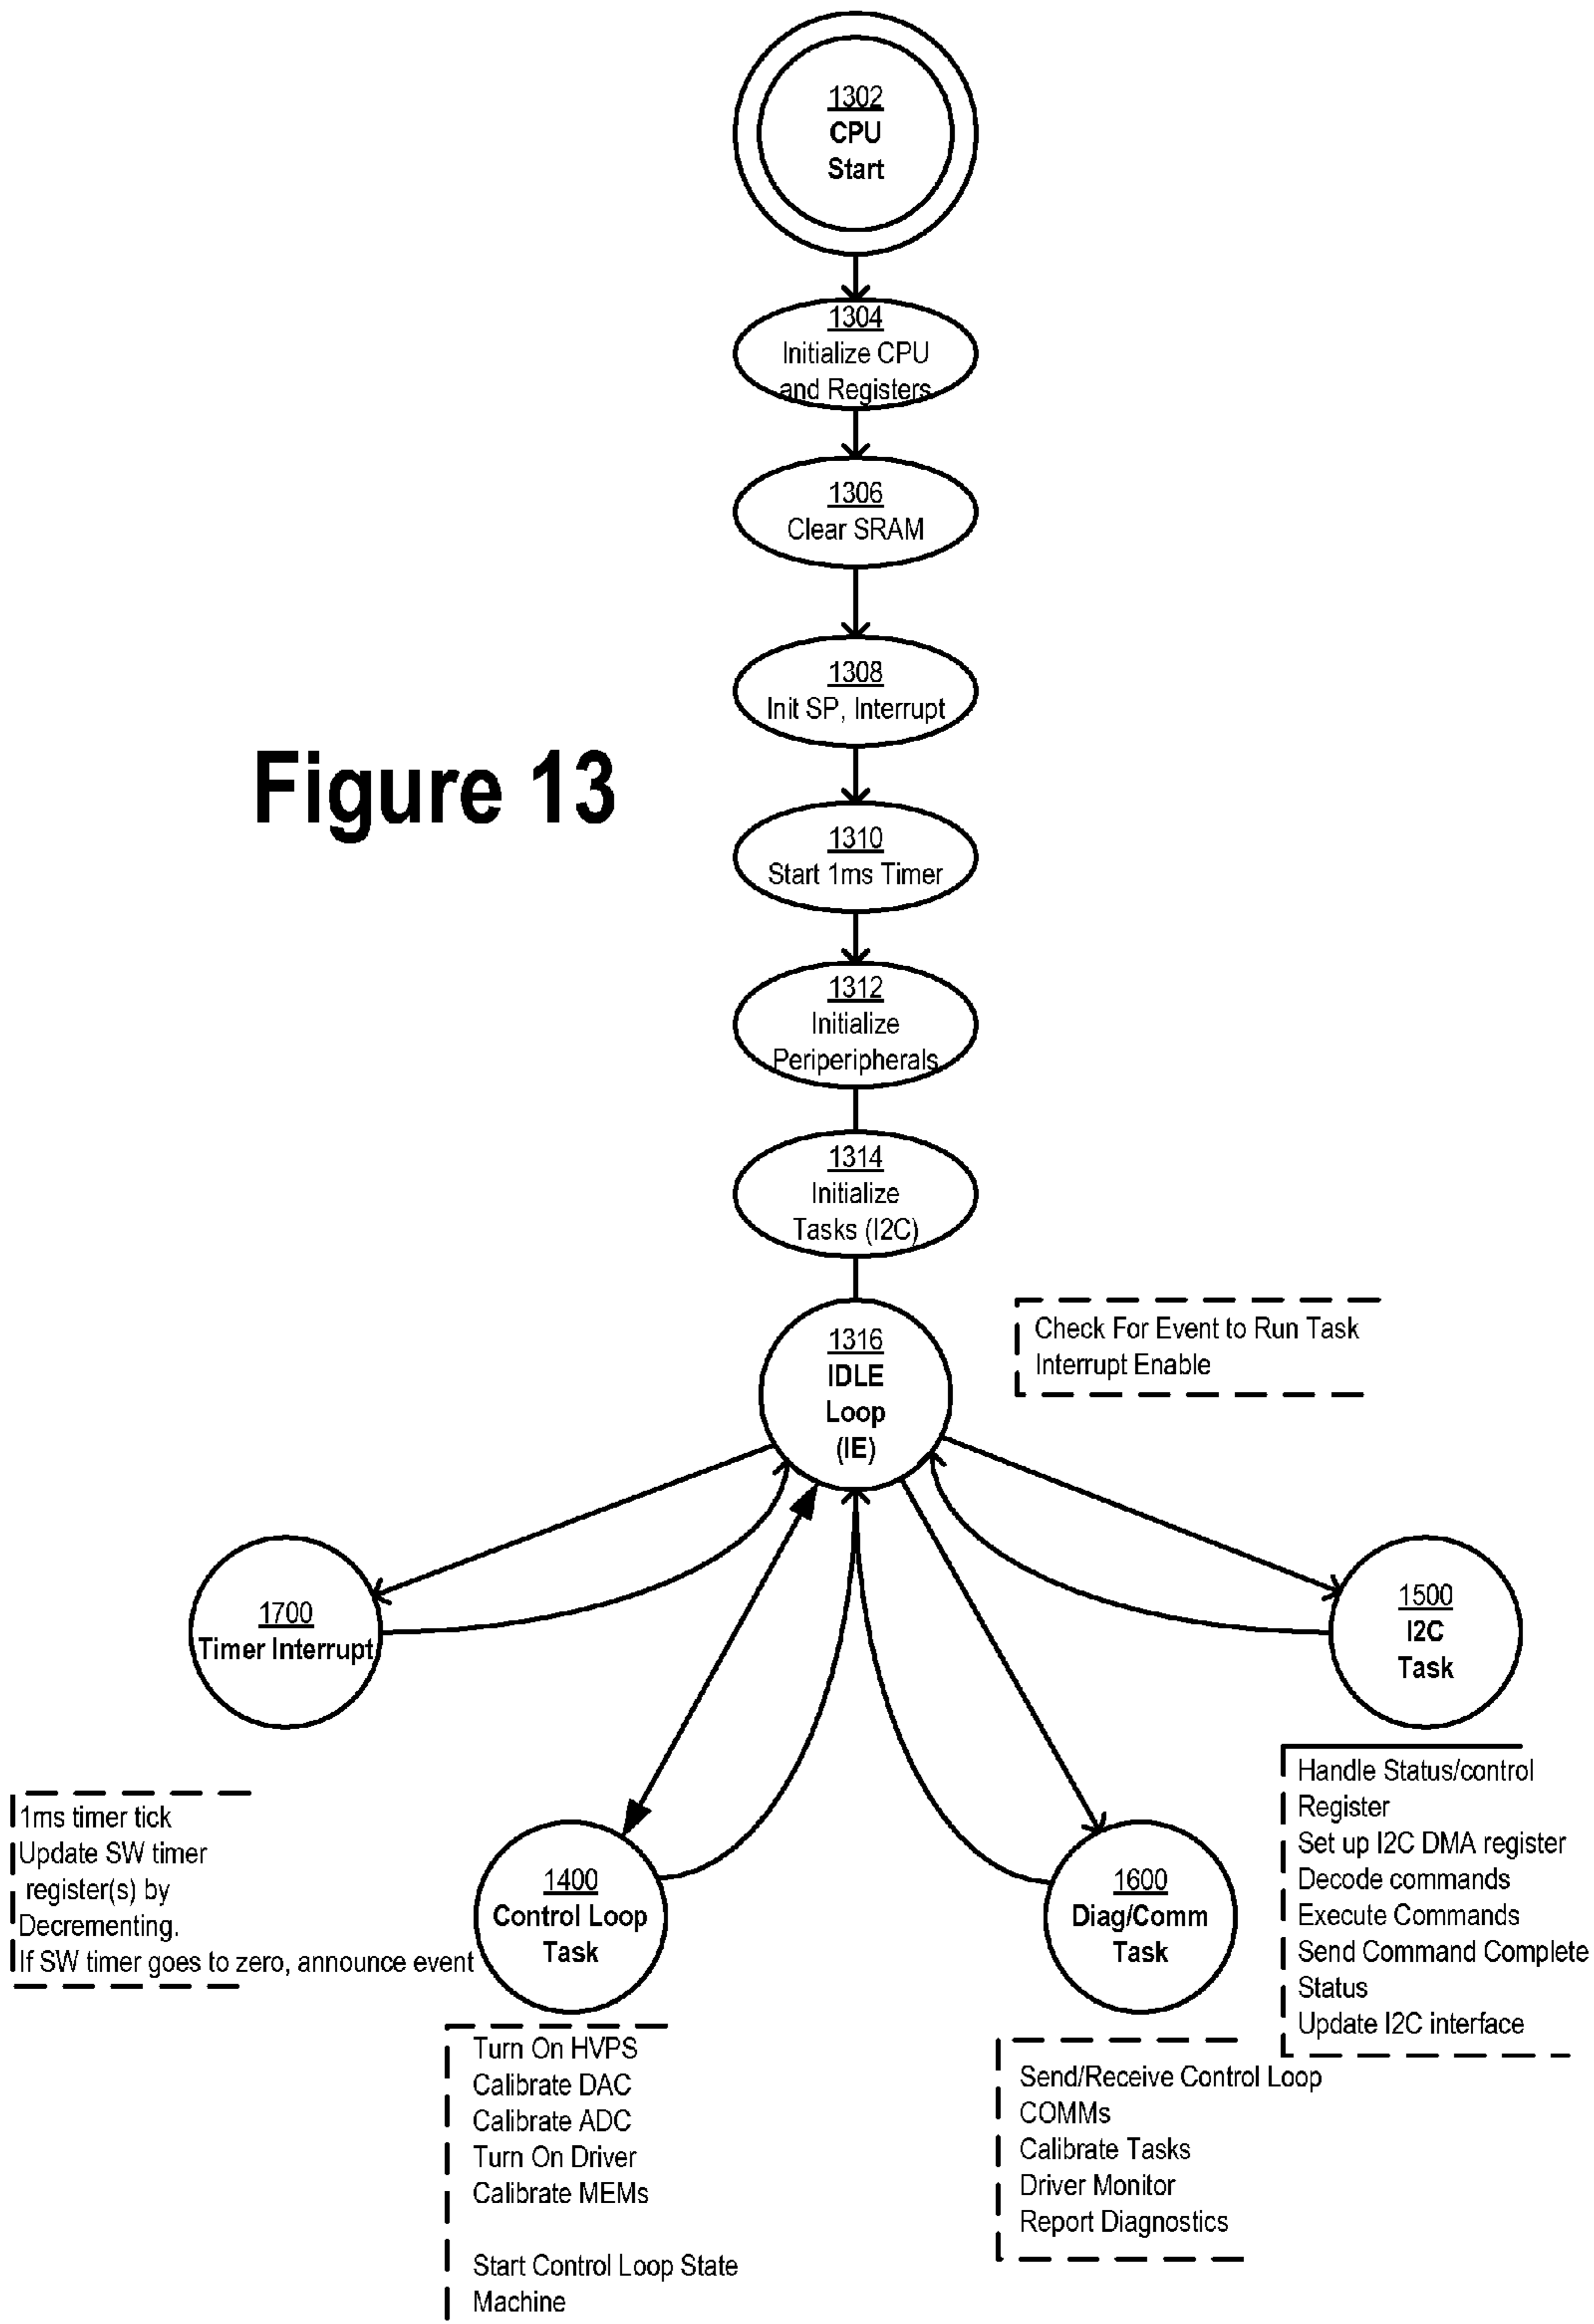 1302
CPU
Start
1304
Initialize CPU
and Registers
1306
Clear SRAM
1308
Init SP, Interrupt
Figure 13
1310
Start 1ms Timer
1312
Initialize
Periperipherals
1314
Initialize
Tasks (I2C)
1316
IDLE
Loop
(IE)
Check For Event to Run Task
Interrupt Enable
1700
Timer Interrupt
1500
I2C
Task
1ms timer tick
Update SW timer
register(s) by
Decrementing.
If SW timer goes to zero, announce event
1400
Control Loop
Task
1600
Diag/Comm
Task
Handle Status/control
Register
Set up I2C DMA register
Decode commands
Execute Commands
Send Command Complete
Status
Update I2C interface
Turn On HVPS
Calibrate DAC
Calibrate ADC
Turn On Driver
Calibrate MEMs
Start Control Loop State
Machine
Send/Receive Control Loop
COMMs
Calibrate Tasks
Driver Monitor
Report Diagnostics